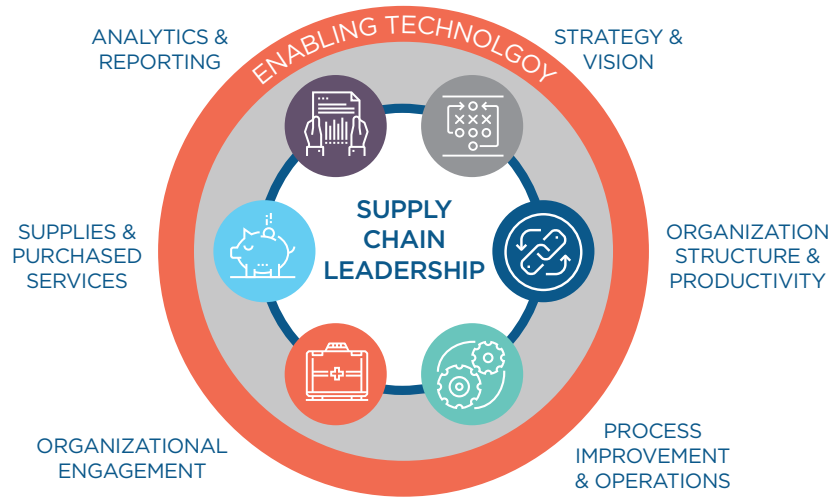 ANALYTICS &
REPORTING
ENABLING TECHNOLGOY
STRATEGY &
VISION
SUPPLIES &
PURCHASED
SERVICES
SUPPLY
CHAIN
LEADERSHIP
ORGANIZATION
STRUCTURE &
PRODUCTIVITY
ORGANIZATIONAL
ENGAGEMENT
PROCESS
IMPROVEMENT
& OPERATIONS